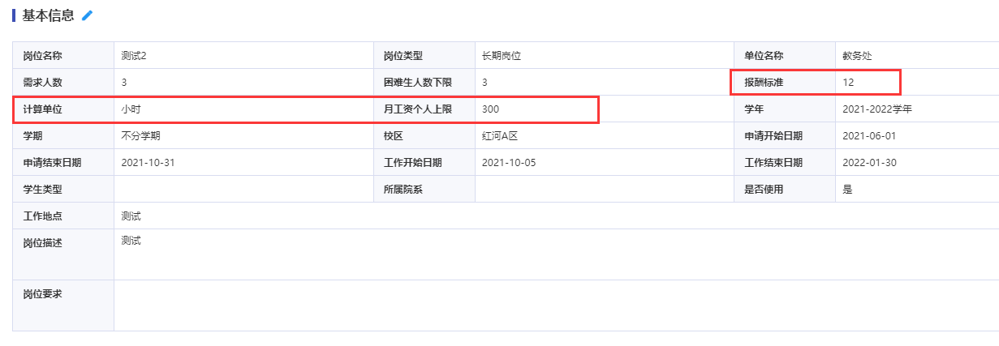 基本信息
岗位名称 测试2 岗位类型 长期岗位 单位名称 教务处
需求人数 3 困难生人数下限 3 报酬标准 12
计算单位 小时 月工资个人上限 300 学年 2021-2022学年
学期 不分学期 校区 红河A区 申请开始日期 2021-06-01
申请结束日期 2021-10-31 工作开始日期 2021-10-05 工作结束日期 2022-01-30
学生类型 所属院系 是否使用 是
工作地点 测试
岗位描述 测试
岗位要求